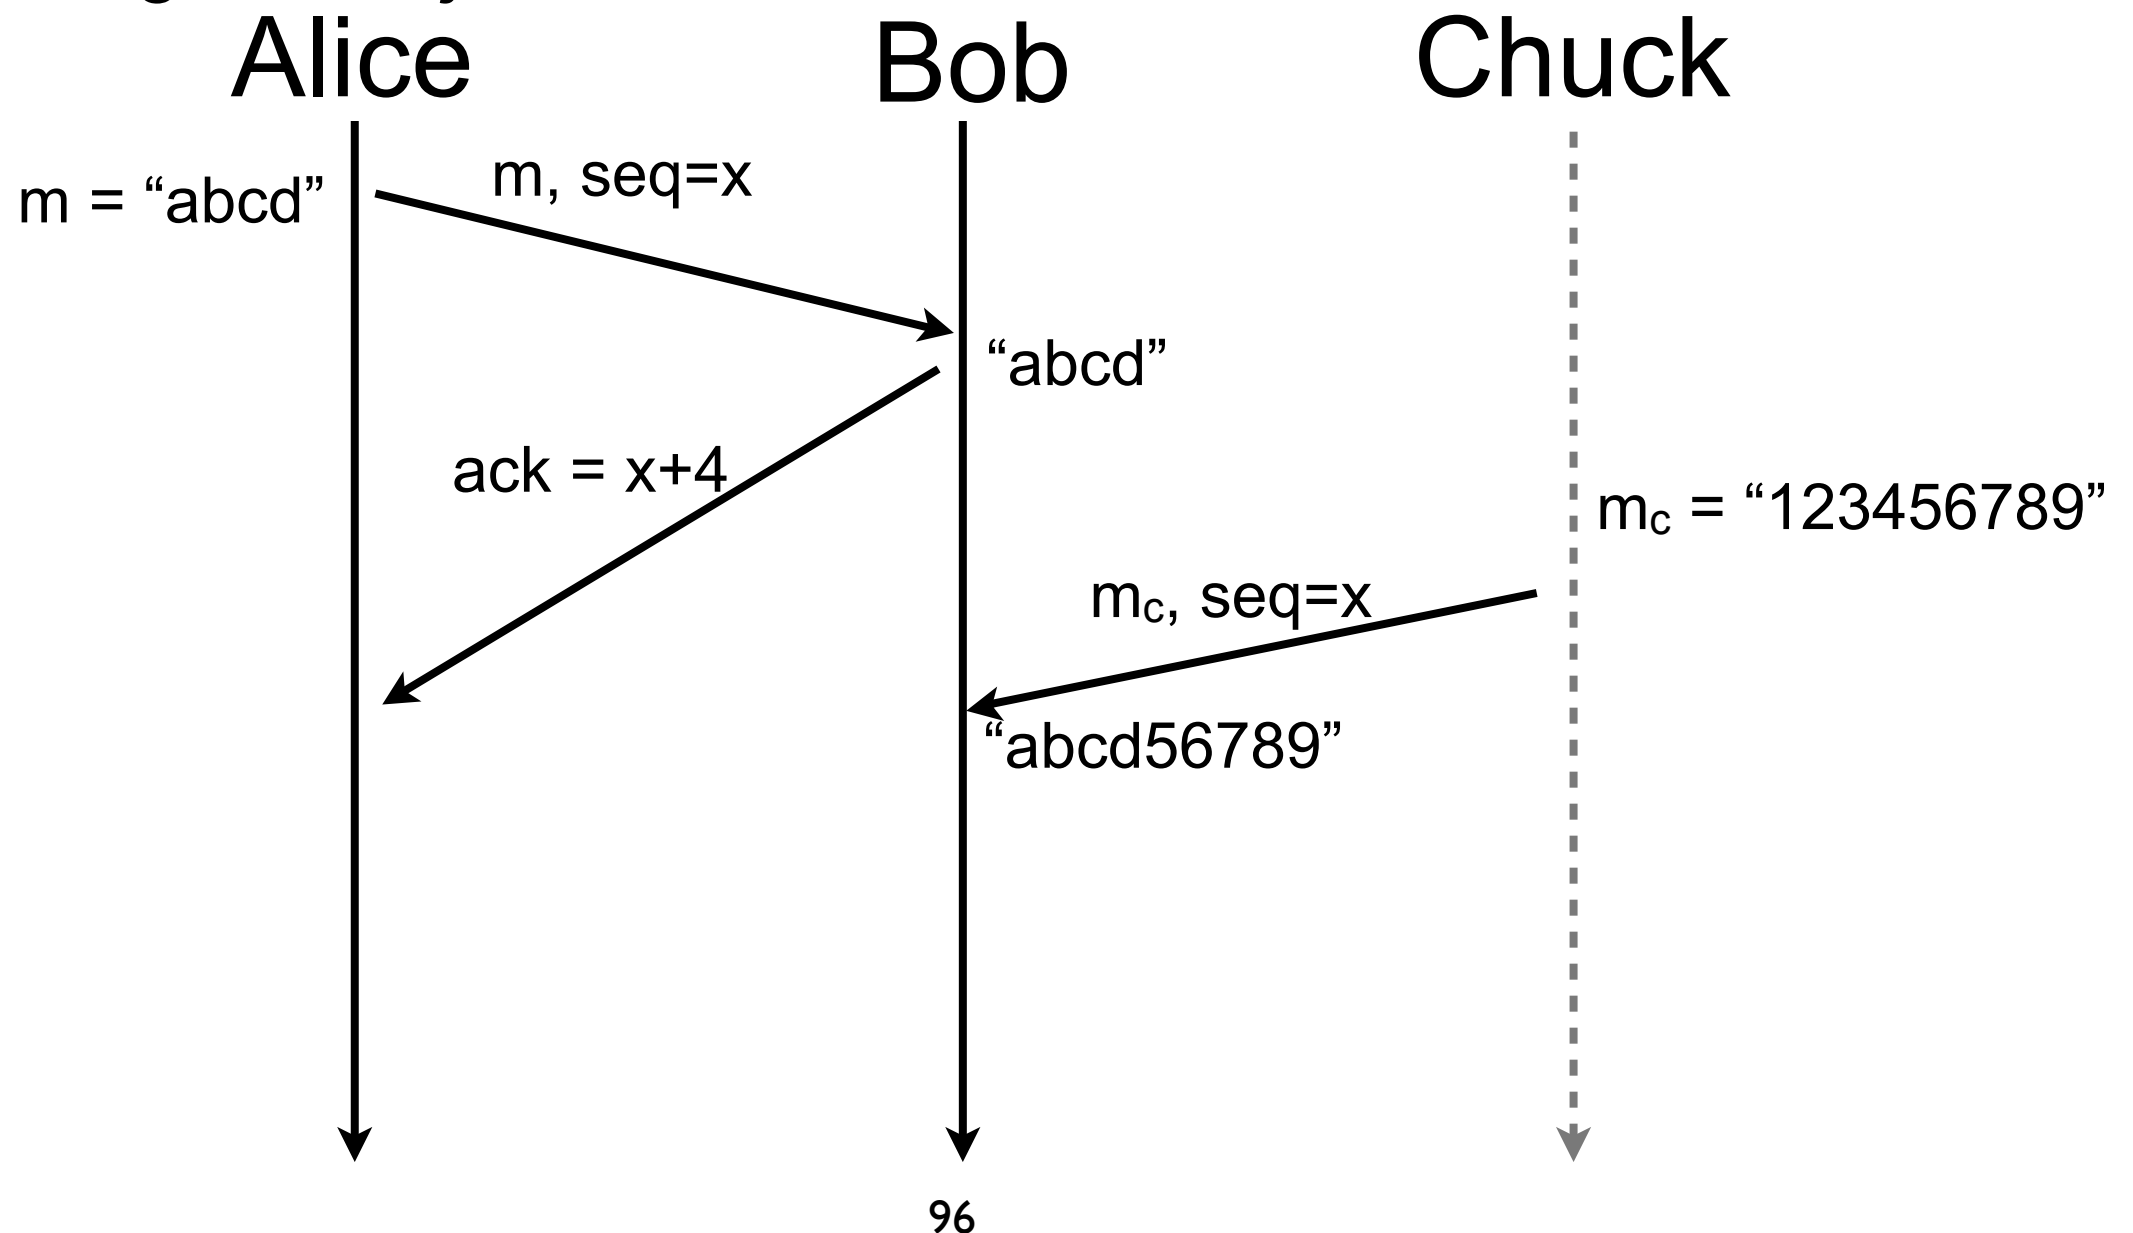 Alice
Bob
Chuck
m = “abcd”
m, seq=x
“abcd”
ack = x+4
mc = “123456789”
mc, seq=x
“abcd56789”
96